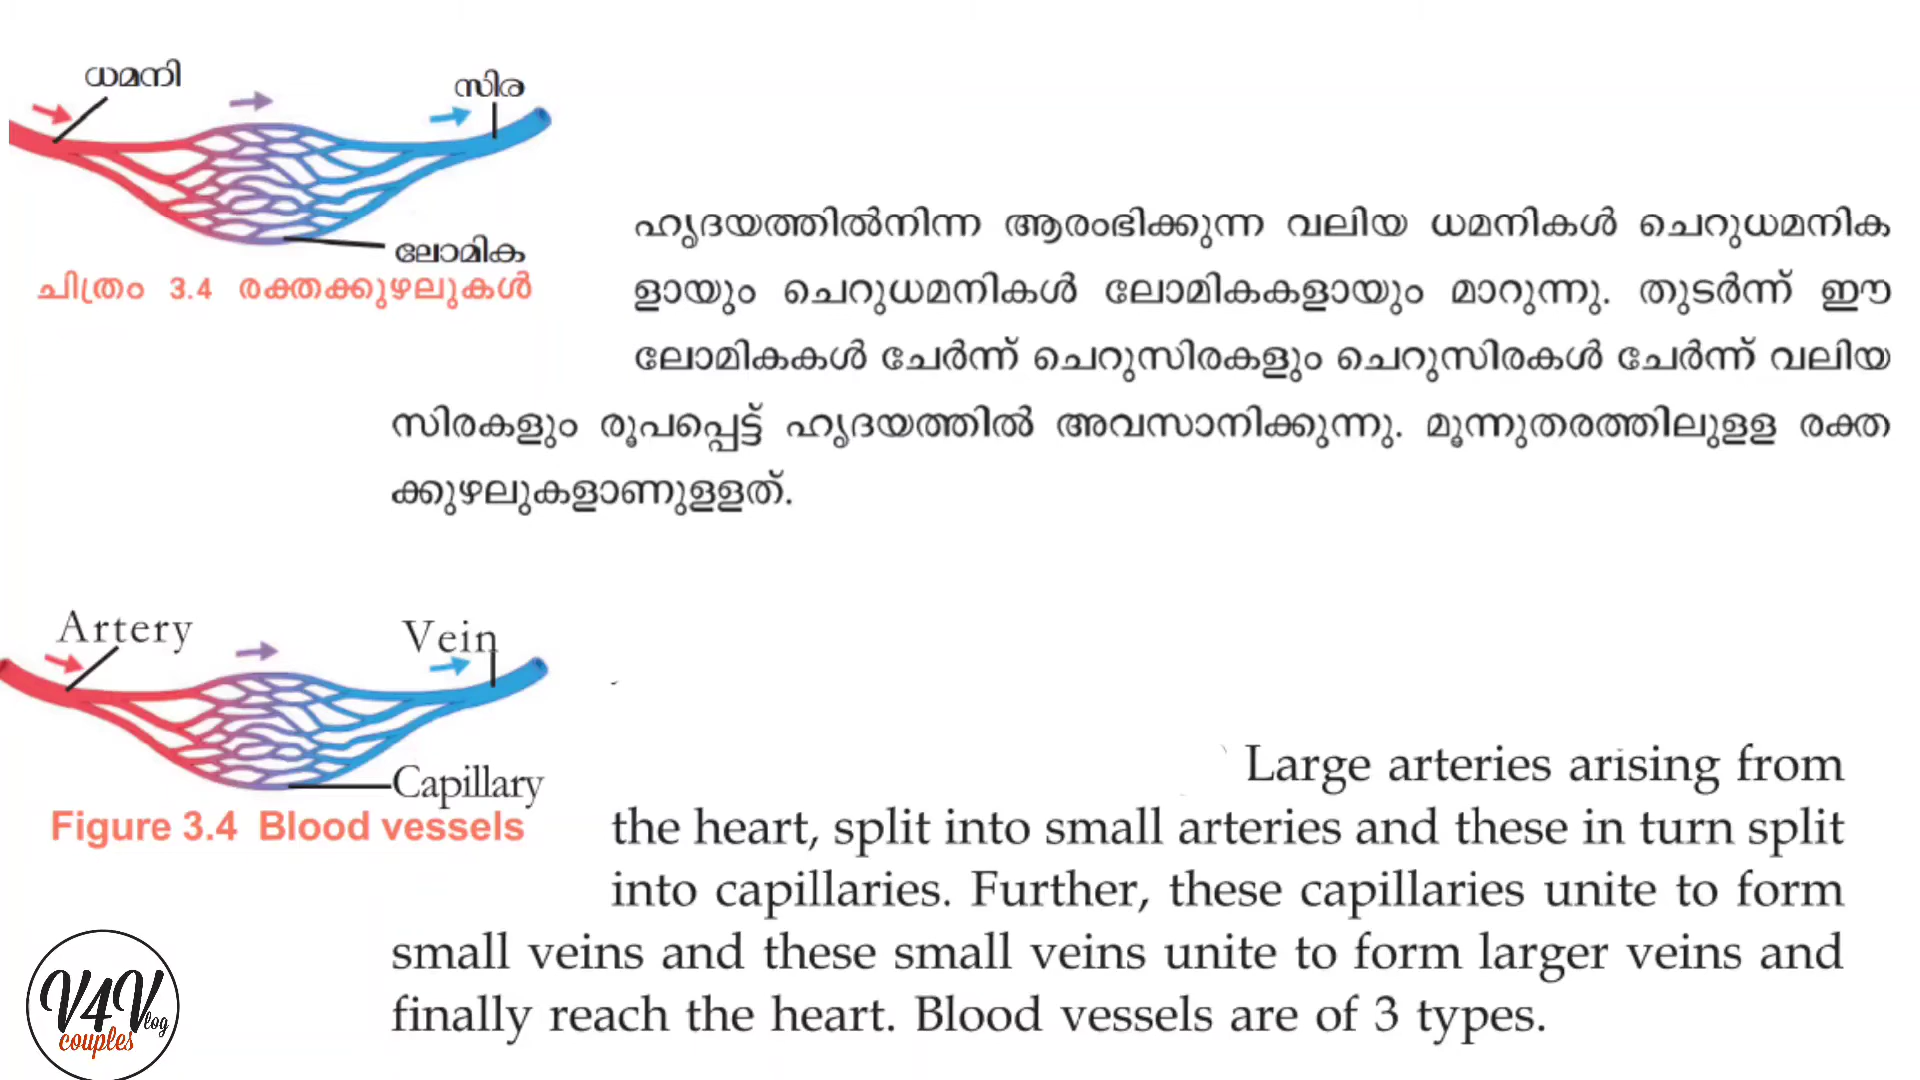 ധമനി
സിര
ലോമിക
ചിത്രം 3.4 രക്തക്കുഴലുകൾ
ഹൃദയത്തിൽനിന്ന ആരംഭിക്കുന്ന വലിയ ധമനികൾ ചെറുധമനിക
ളായും ചെറുധമനികൾ ലോമികകളായും മാറുന്നു. തുടർന്ന് ഈ
ലോമികകൾ ചേർന്ന് ചെറുസിരകളും ചെറുസിരകൾ ചേർന്ന് വലിയ
സിരകളും രൂപപ്പെട്ട് ഹൃദയത്തിൽ അവസാനിക്കുന്നു. മൂന്നുതരത്തിലുളള രക്ത
ക്കുഴലുകളാണുളളത്.
Artery
Vein
Capillary
Figure 3.4 Blood vessels
Large arteries arising from
the heart, split into small arteries and these in turn split
into capillaries. Further, these capillaries unite to form
small veins and these small veins unite to form larger veins and
finally reach the heart. Blood vessels are of 3 types.
V4V
Vlog
couples